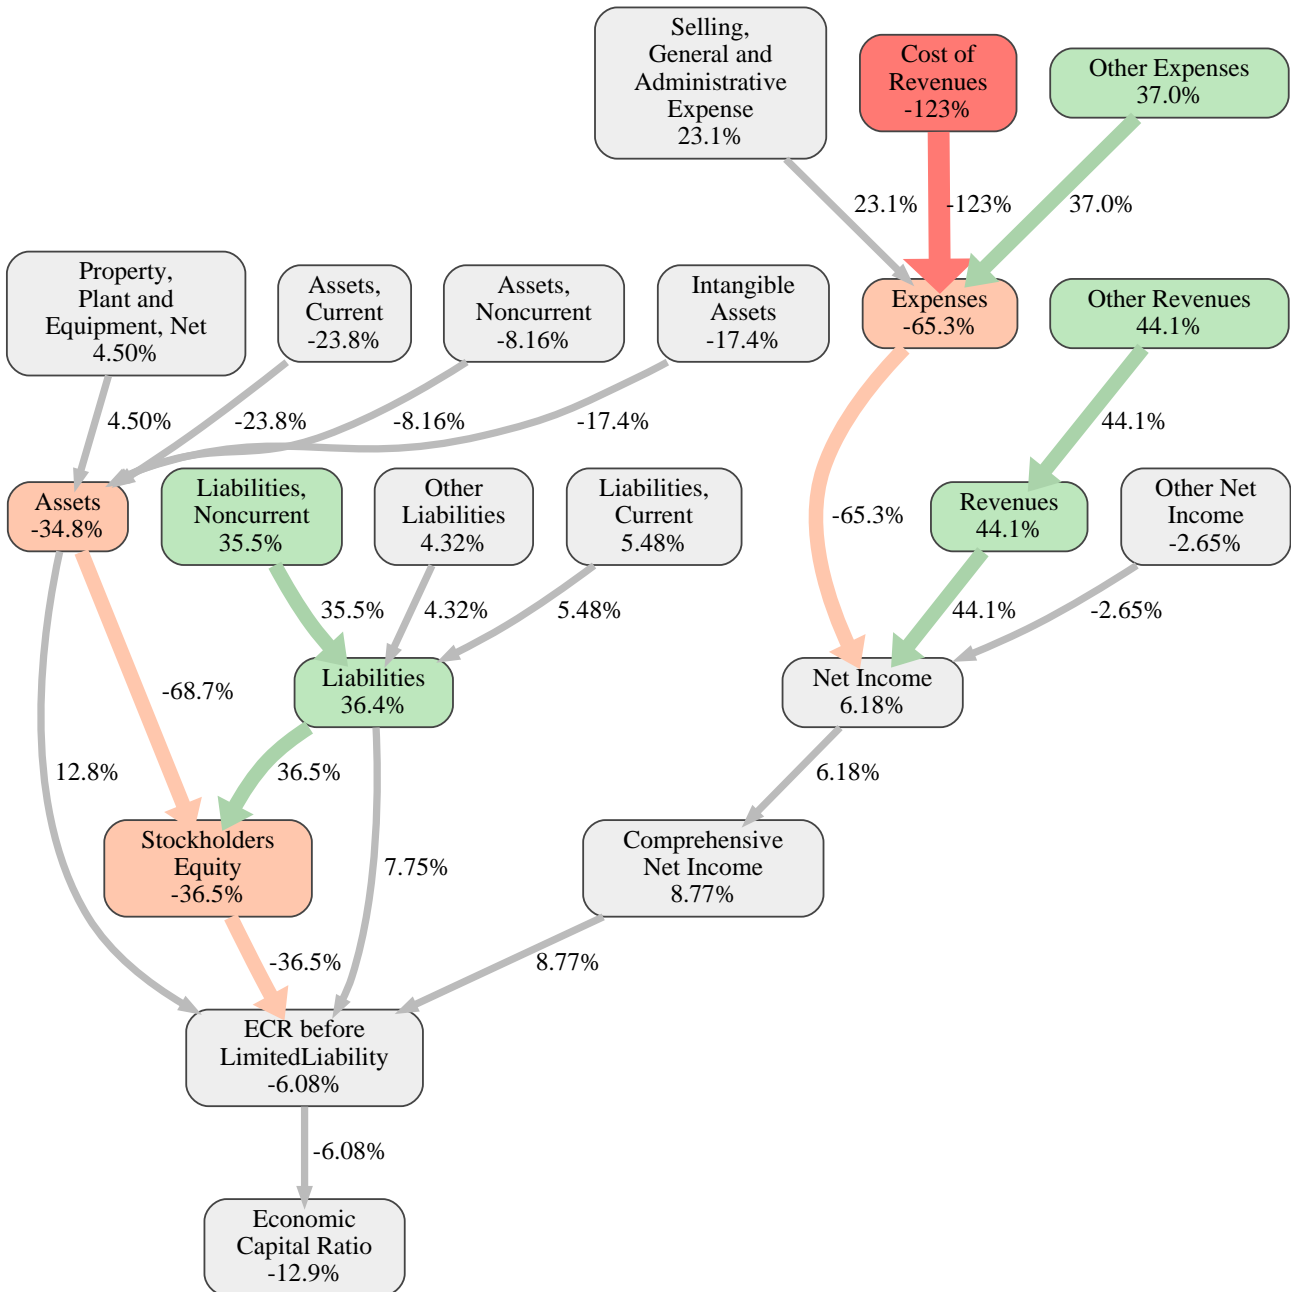 Selling,
General and
Administrative
Expense
23.1%
Cost of
Revenues
-123%
Other Expenses
37.0%
23.1%
-123%
37.0%
Property,
Plant and
Equipment, Net
4.50%
Assets,
Current
-23.8%
Assets,
Noncurrent
-8.16%
Intangible
Assets
-17.4%
Expenses
-65.3%
Other Revenues
44.1%
4.50%
-23.8%
-8.16%
-17.4%
44.1%
Assets
-34.8%
Liabilities,
Noncurrent
35.5%
Other
Liabilities
4.32%
Liabilities,
Current
5.48%
-65.3%
Revenues
44.1%
Other Net
Income
-2.65%
35.5%
4.32%
5.48%
44.1%
-2.65%
-68.7%
Liabilities
36.4%
Net Income
6.18%
12.8%
36.5%
6.18%
Stockholders
Equity
-36.5%
7.75%
Comprehensive
Net Income
8.77%
-36.5%
8.77%
ECR before
LimitedLiability
-6.08%
-6.08%
Economic
Capital Ratio
-12.9%